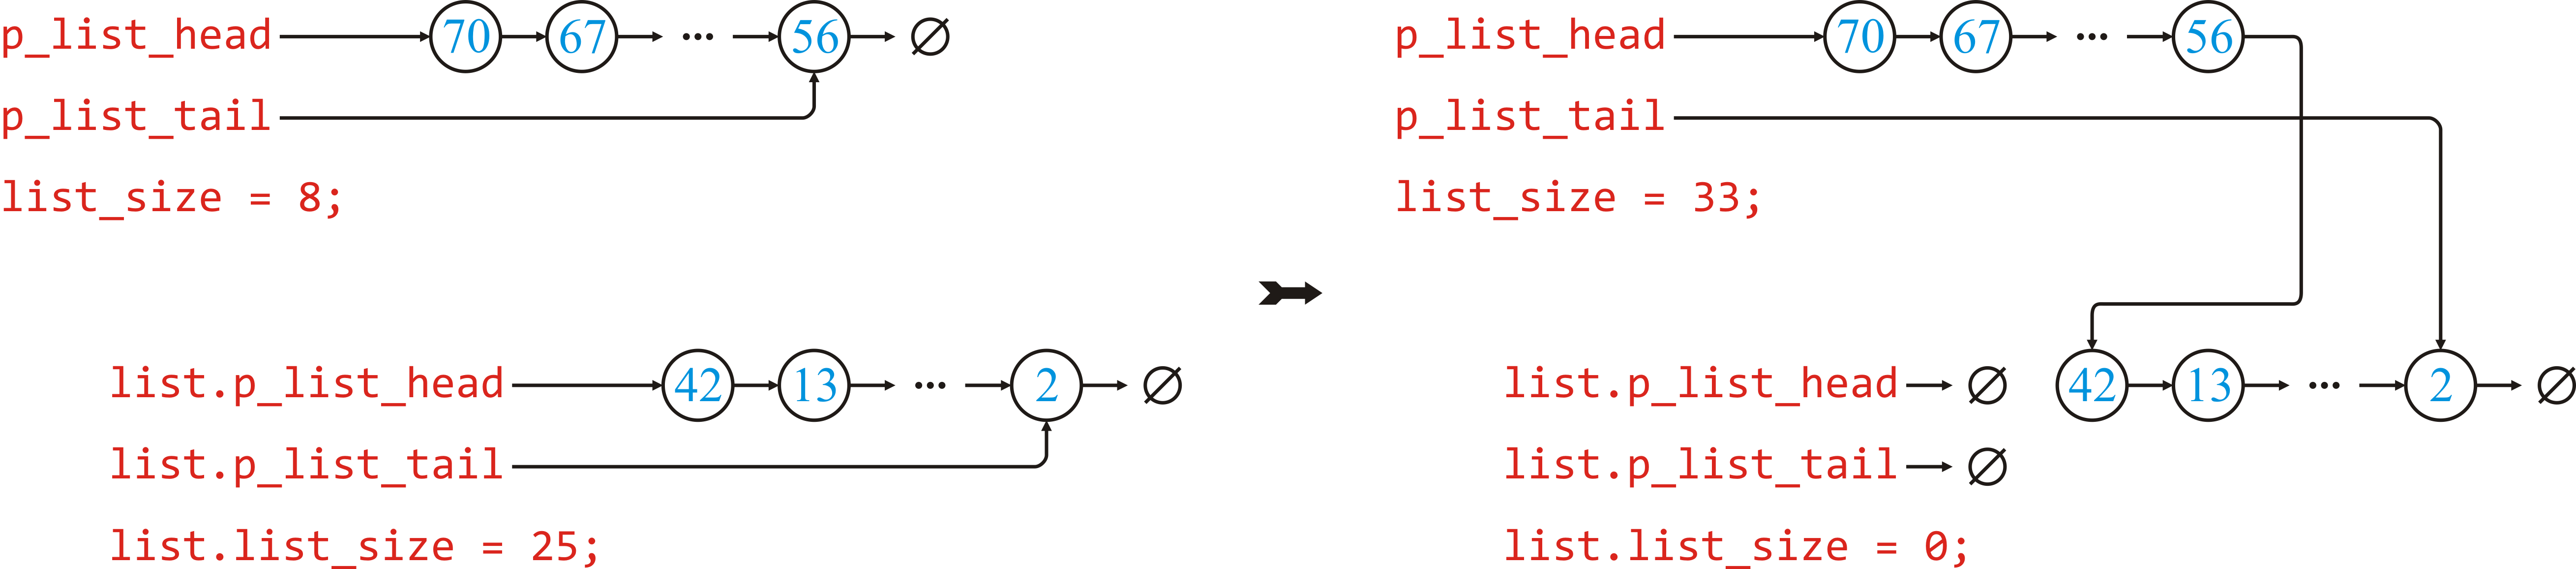 p_list_head 70 67 ... 56 ∅
p_list_tail
list_size = 8;
list.p_list_head 42 13 ... 2 ∅
list.p_list_tail
list.list_size = 25;
p_list_head 70 67 ... 56
p_list_tail
list_size = 33;
list.p_list_head ∅ 42 13 ... 2 ∅
list.p_list_tail ∅
list.list_size = 0;